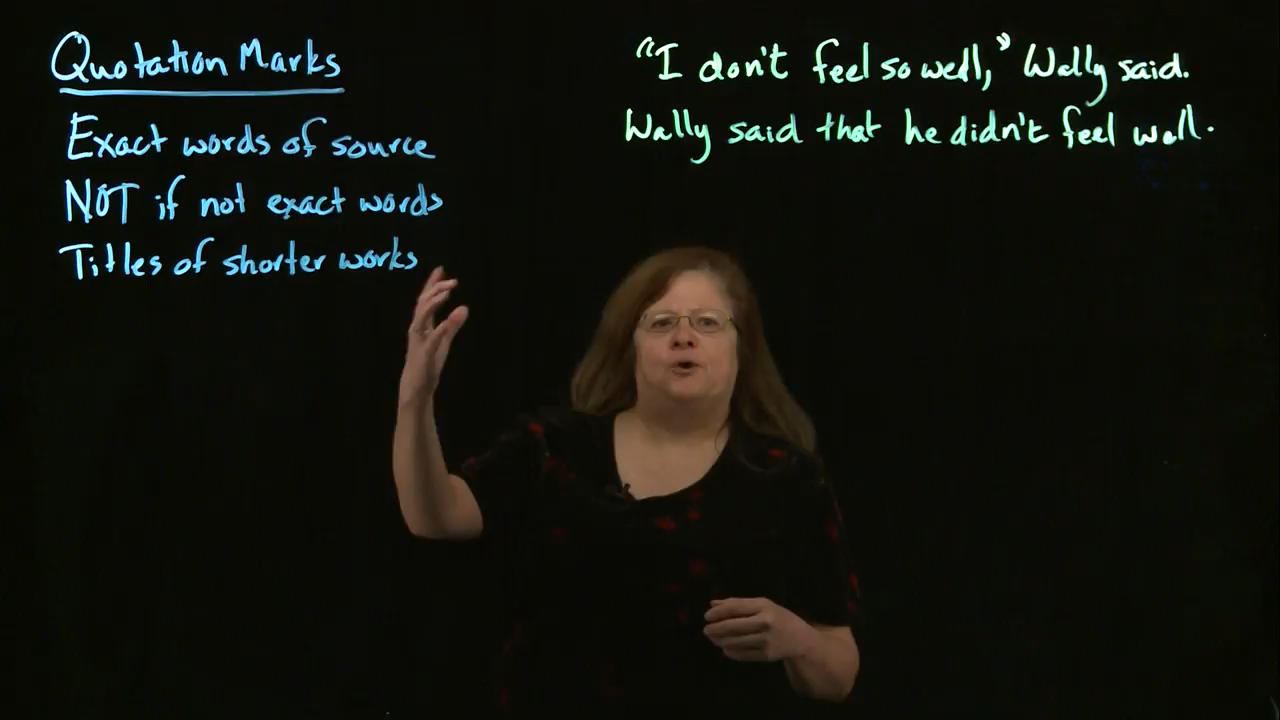 Quotation Marks
Exact words of source
NOT if not exact words
Titles of shorter works
“I don't feel so well,” Wally said.
Wally said that he didn't feel well.